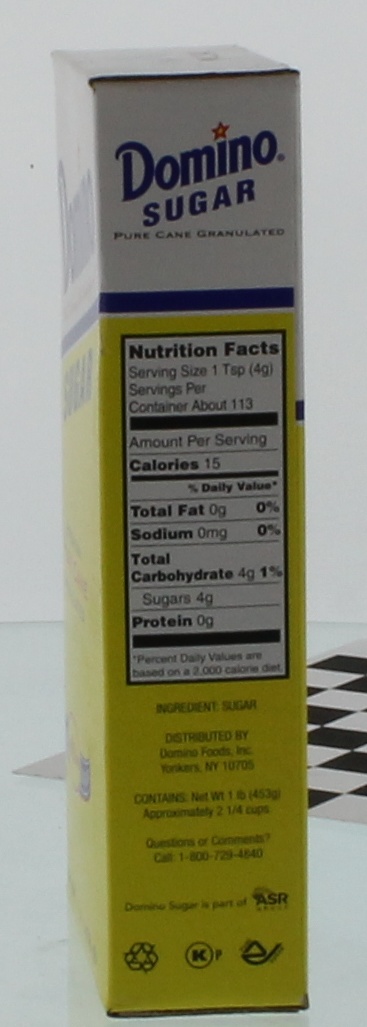 Domino®
SUGAR
PURE CANE GRANULATED
Nutrition Facts
Serving Size 1 Tsp (4g)
Servings Per
Container About 113
Amount Per Serving
Calories 15
% Daily Value*
Total Fat 0g 0%
Sodium 0mg 0%
Total
Carbohydrate 4g 1%
Sugars 4g
Protein 0g
*Percent Daily Values are
based on a 2,000 calorie diet.
INGREDIENT: SUGAR
DISTRIBUTED BY
Domino Foods, Inc.
Yonkers, NY 10705
CONTAINS: Net Wt 1 lb (453g)
Approximately 2 1/4 cups
Questions or Comments?
Call: 1-800-729-4840
Domino Sugar is part of ASR
GROUP
K P
SUGAR